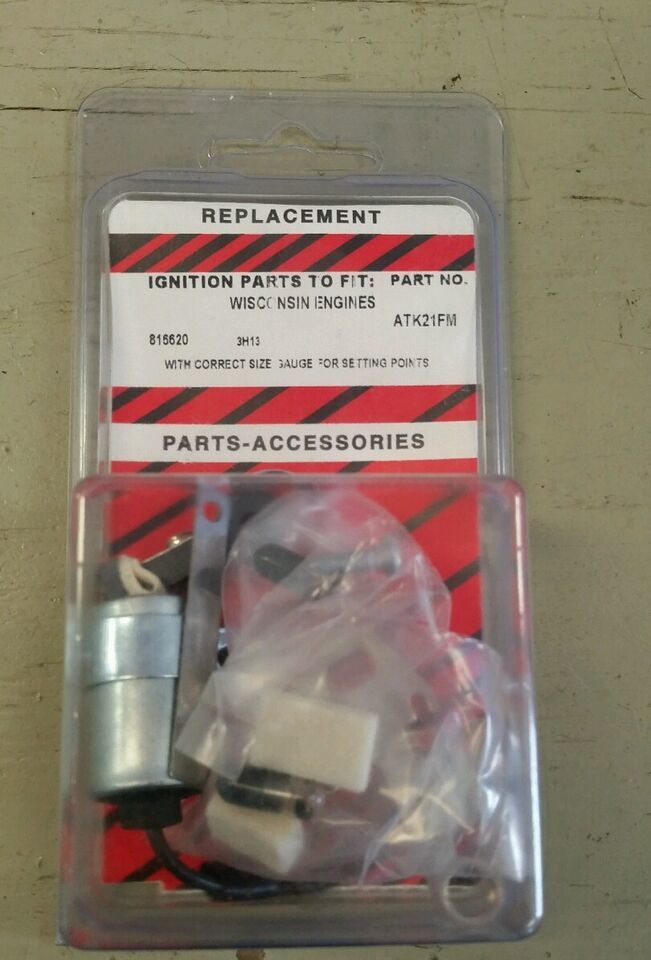 REPLACEMENT
IGNITION PARTS TO FIT: PART NO.
WISCONSIN ENGINES
ATK21FM
816620 3H13
WITH CORRECT SIZE GAUGE FOR SETTING POINTS
PARTS-ACCESSORIES